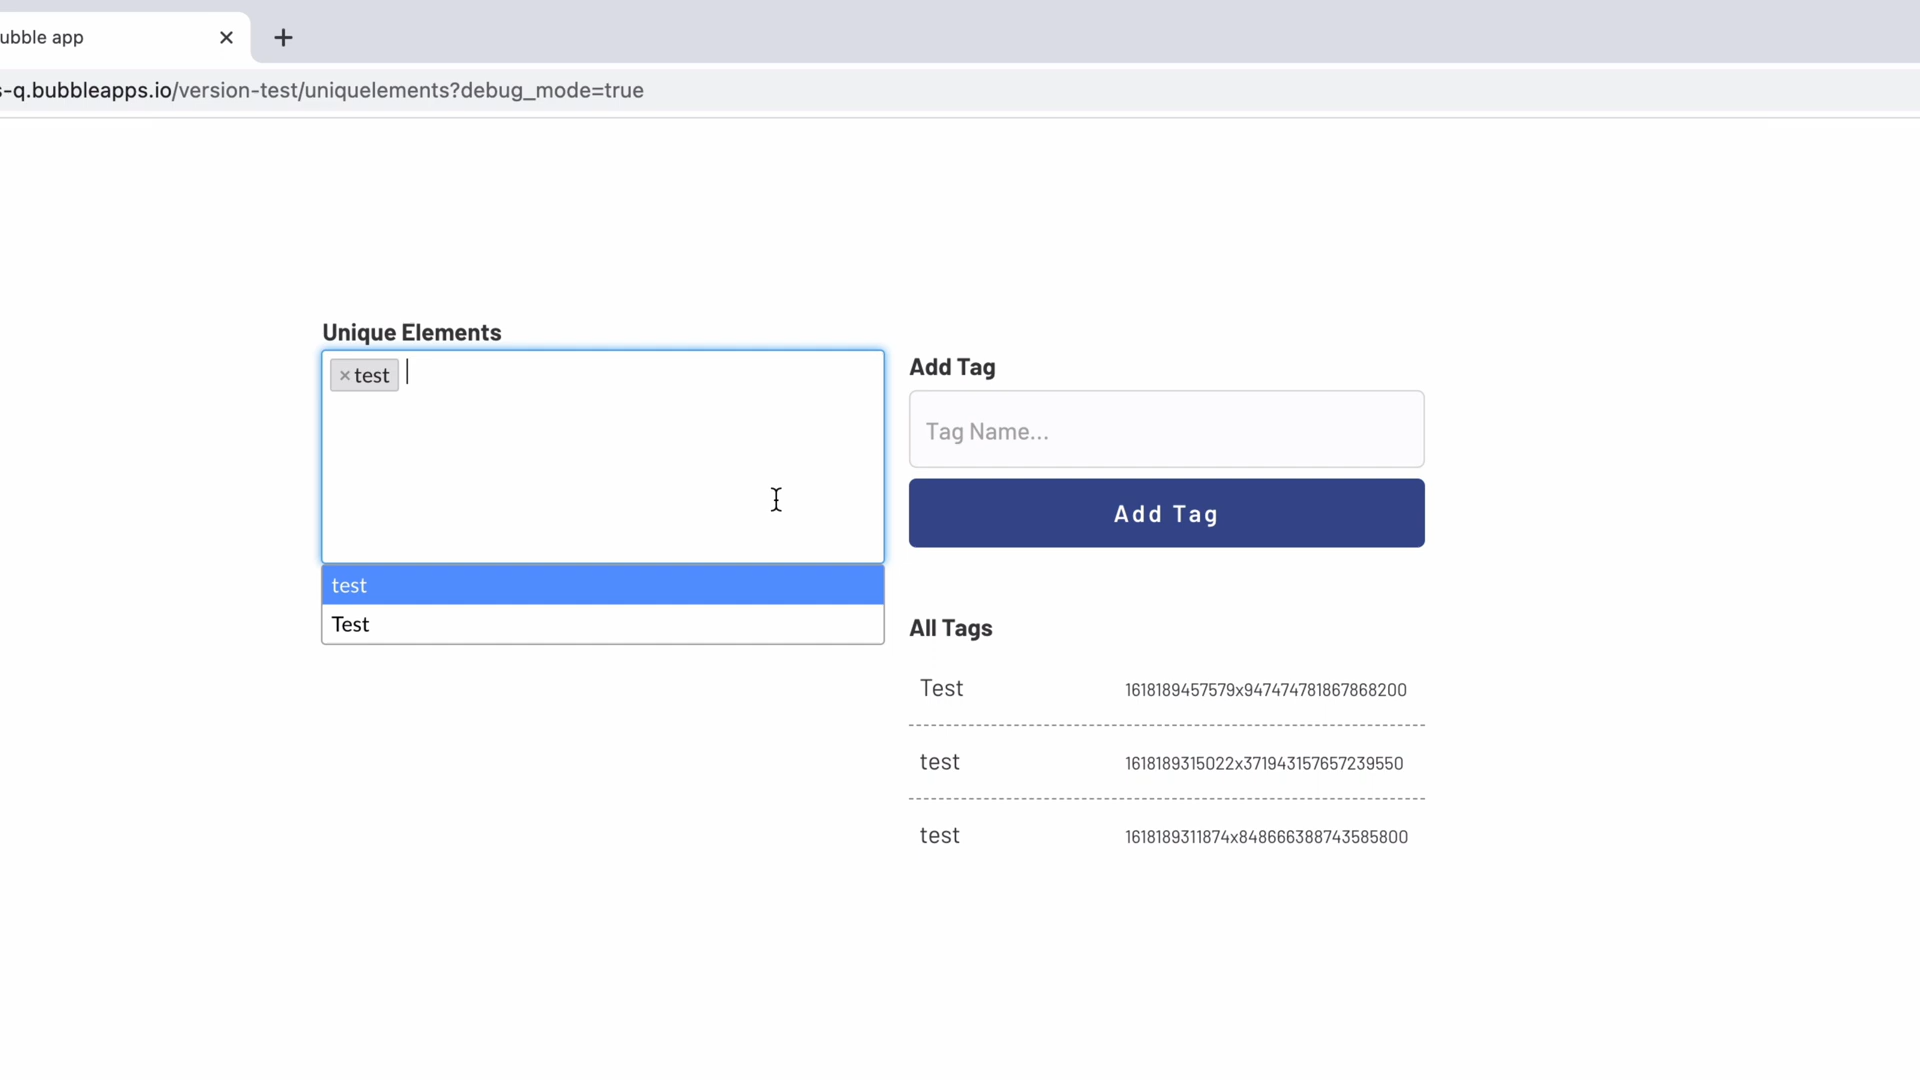 ubble app
s-q.bubbleapps.io/version-test/uniquelements?debug_mode=true
Unique Elements
×test
test
Test
Add Tag
Tag Name...
Add Tag
All Tags
Test 1618189457579x947474781867868200
test 1618189315022x371943157657239550
test 1618189311874x848666388743585800